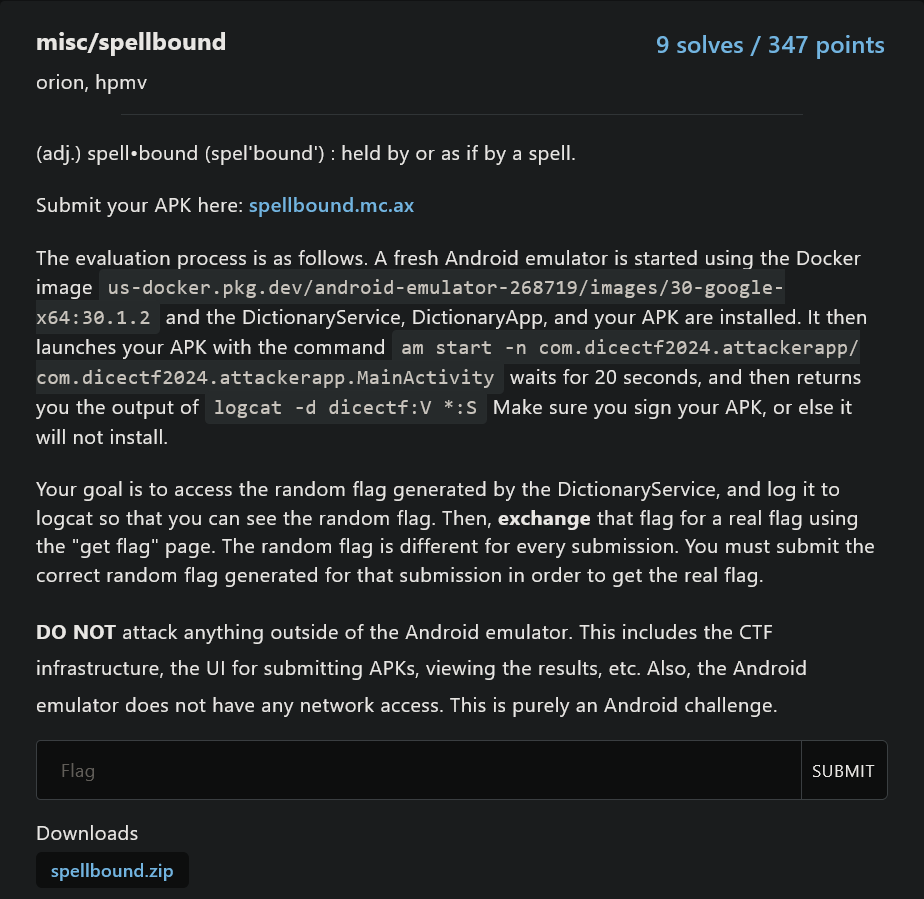 misc/spellbound
9 solves / 347 points
orion, hpmv
(adj.) spell•bound (spel'bound') : held by or as if by a spell.
Submit your APK here: spellbound.mc.ax
The evaluation process is as follows. A fresh Android emulator is started using the Docker
image us-docker.pkg.dev/android-emulator-268719/images/30-google-
x64:30.1.2 and the DictionaryService, DictionaryApp, and your APK are installed. It then
launches your APK with the command am start -n com.dicectf2024.attackerapp/
com.dicectf2024.attackerapp.MainActivity waits for 20 seconds, and then returns
you the output of logcat -d dicectf:V *:S Make sure you sign your APK, or else it
will not install.
Your goal is to access the random flag generated by the DictionaryService, and log it to
logcat so that you can see the random flag. Then, exchange that flag for a real flag using
the "get flag" page. The random flag is different for every submission. You must submit the
correct random flag generated for that submission in order to get the real flag.
DO NOT attack anything outside of the Android emulator. This includes the CTF
infrastructure, the UI for submitting APKs, viewing the results, etc. Also, the Android
emulator does not have any network access. This is purely an Android challenge.
Flag
SUBMIT
Downloads
spellbound.zip